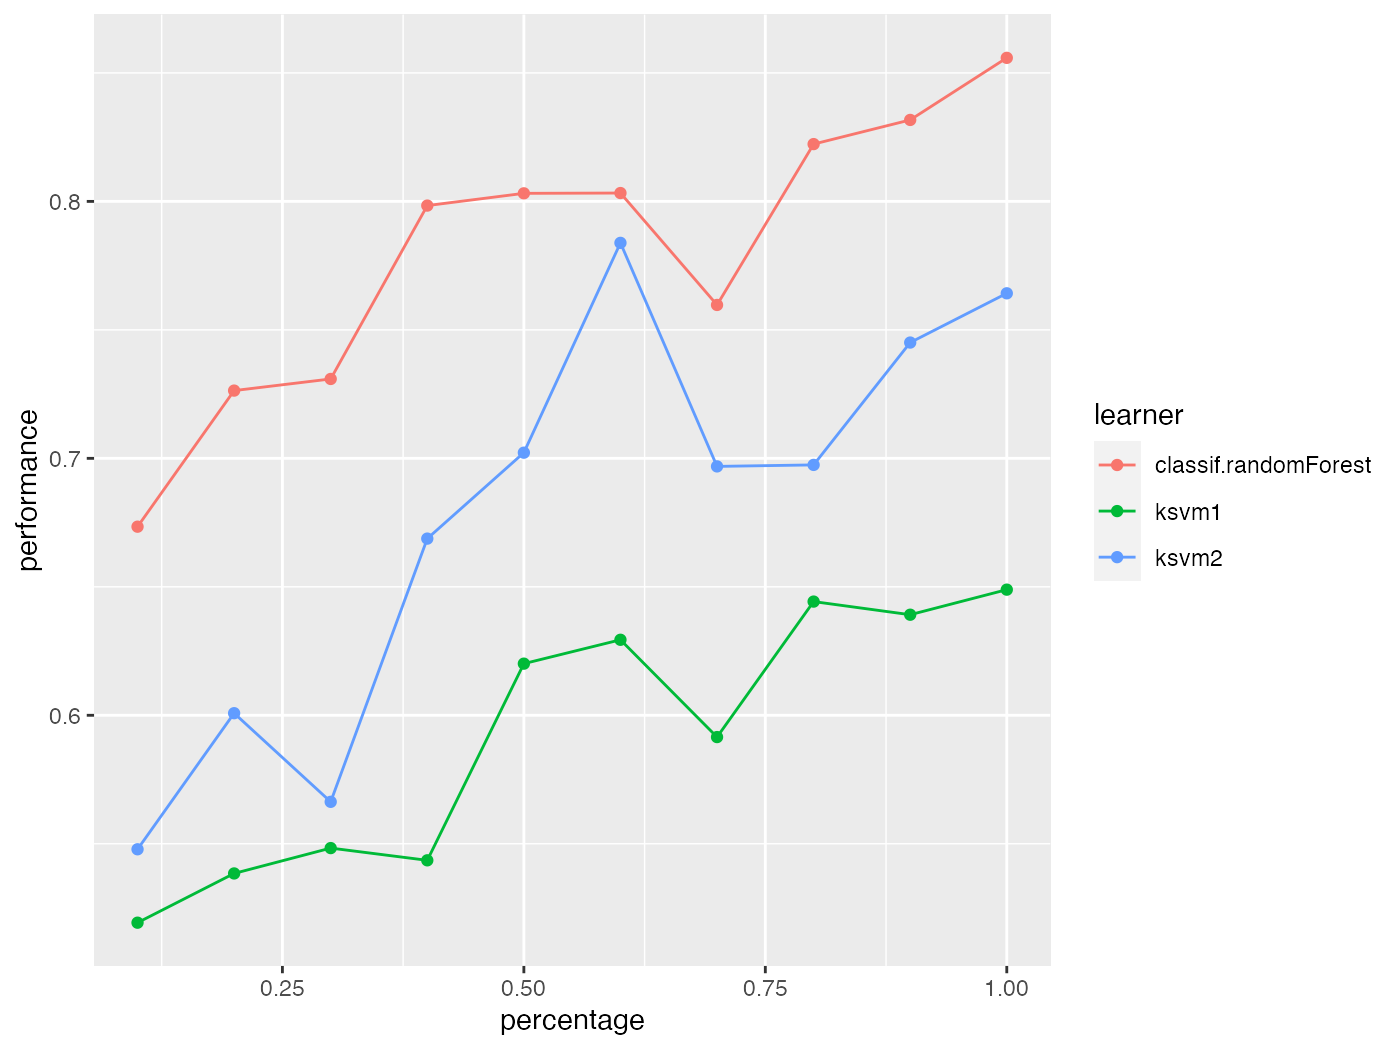 0.8
0.7
0.6
performance
0.25
0.50
0.75
1.00
percentage
learner
classif.randomForest
ksvm1
ksvm2